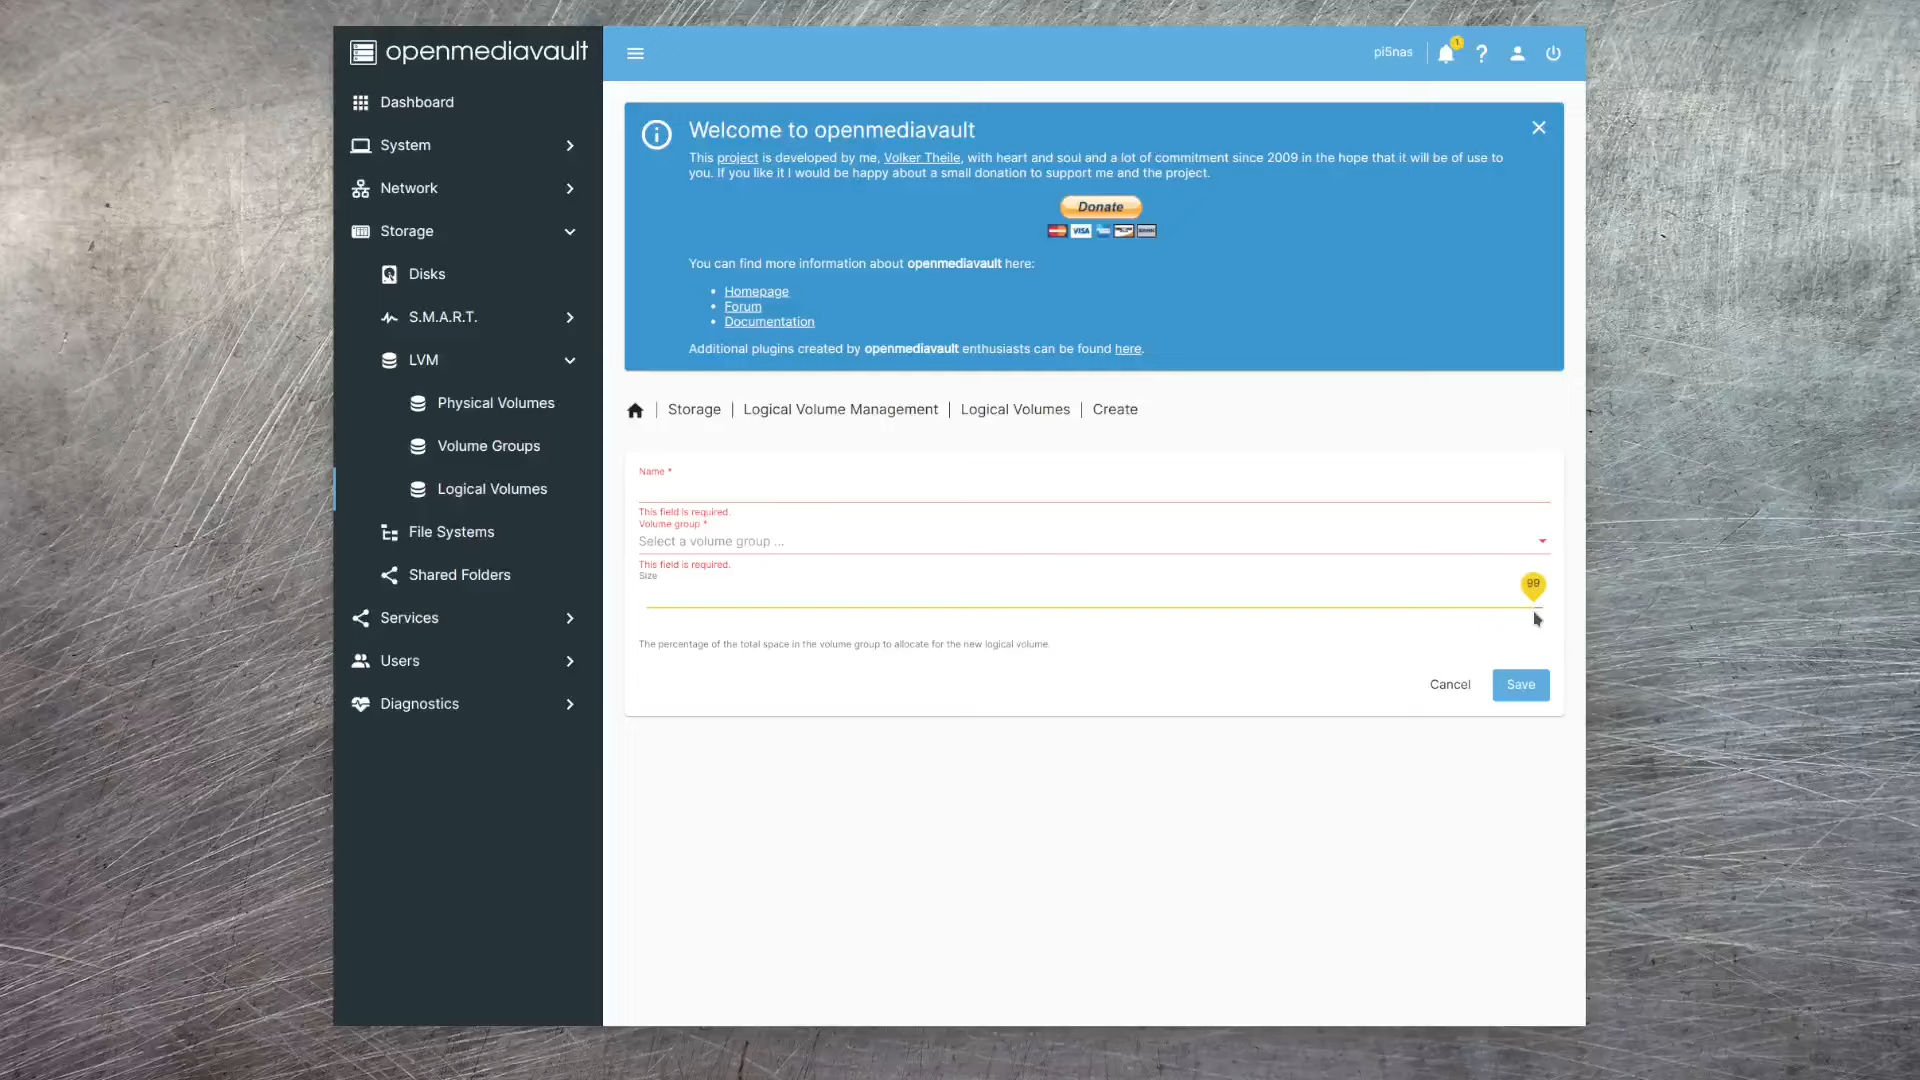 openmediavault
pi5nas
1
Dashboard
System
Network
Storage
Disks
S.M.A.R.T.
LVM
Physical Volumes
Volume Groups
Logical Volumes
File Systems
Shared Folders
Services
Users
Diagnostics
Welcome to openmediavault
This project is developed by me, Volker Theile, with heart and soul and a lot of commitment since 2009 in the hope that it will be of use to
you. If you like it I would be happy about a small donation to support me and the project.
Donate
VISA
You can find more information about openmediavault here:
Homepage
Forum
Documentation
Additional plugins created by openmediavault enthusiasts can be found here.
Storage | Logical Volume Management | Logical Volumes | Create
Name *
This field is required.
Volume group *
Select a volume group ...
This field is required.
Size
99
The percentage of the total space in the volume group to allocate for the new logical volume.
Cancel
Save